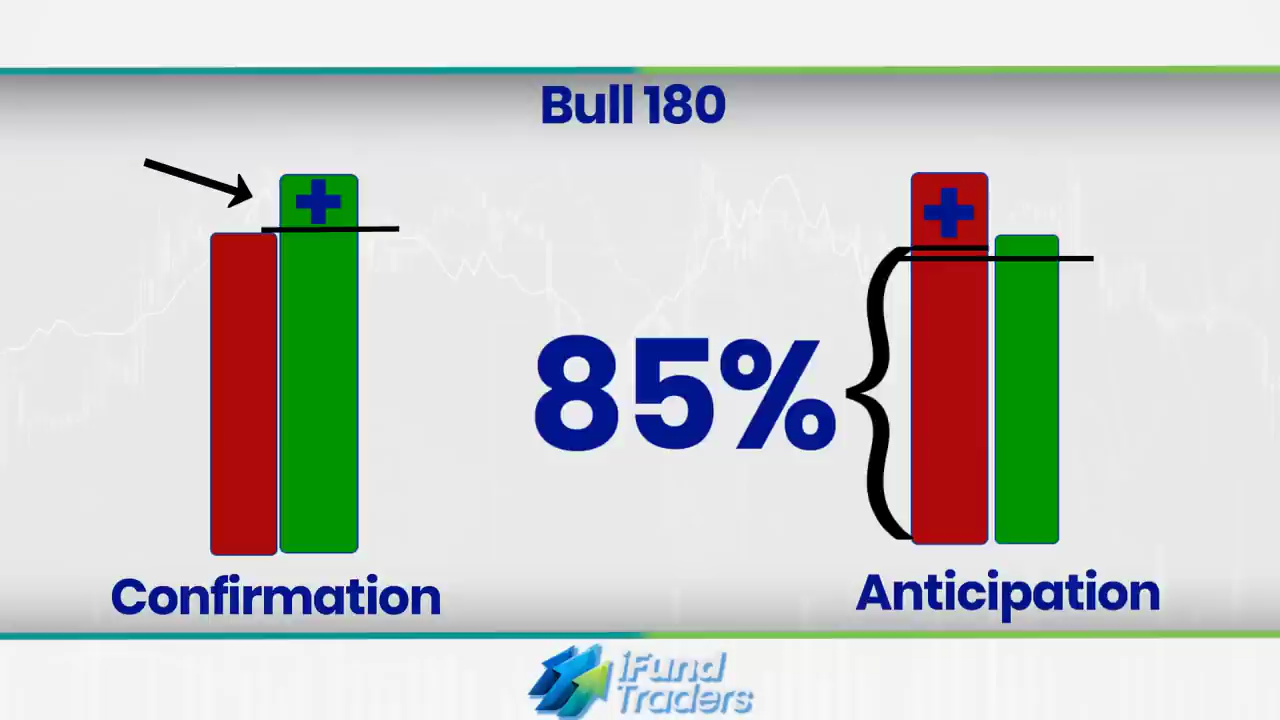 Bull 180
85%
Confirmation
Anticipation
iFund
Traders